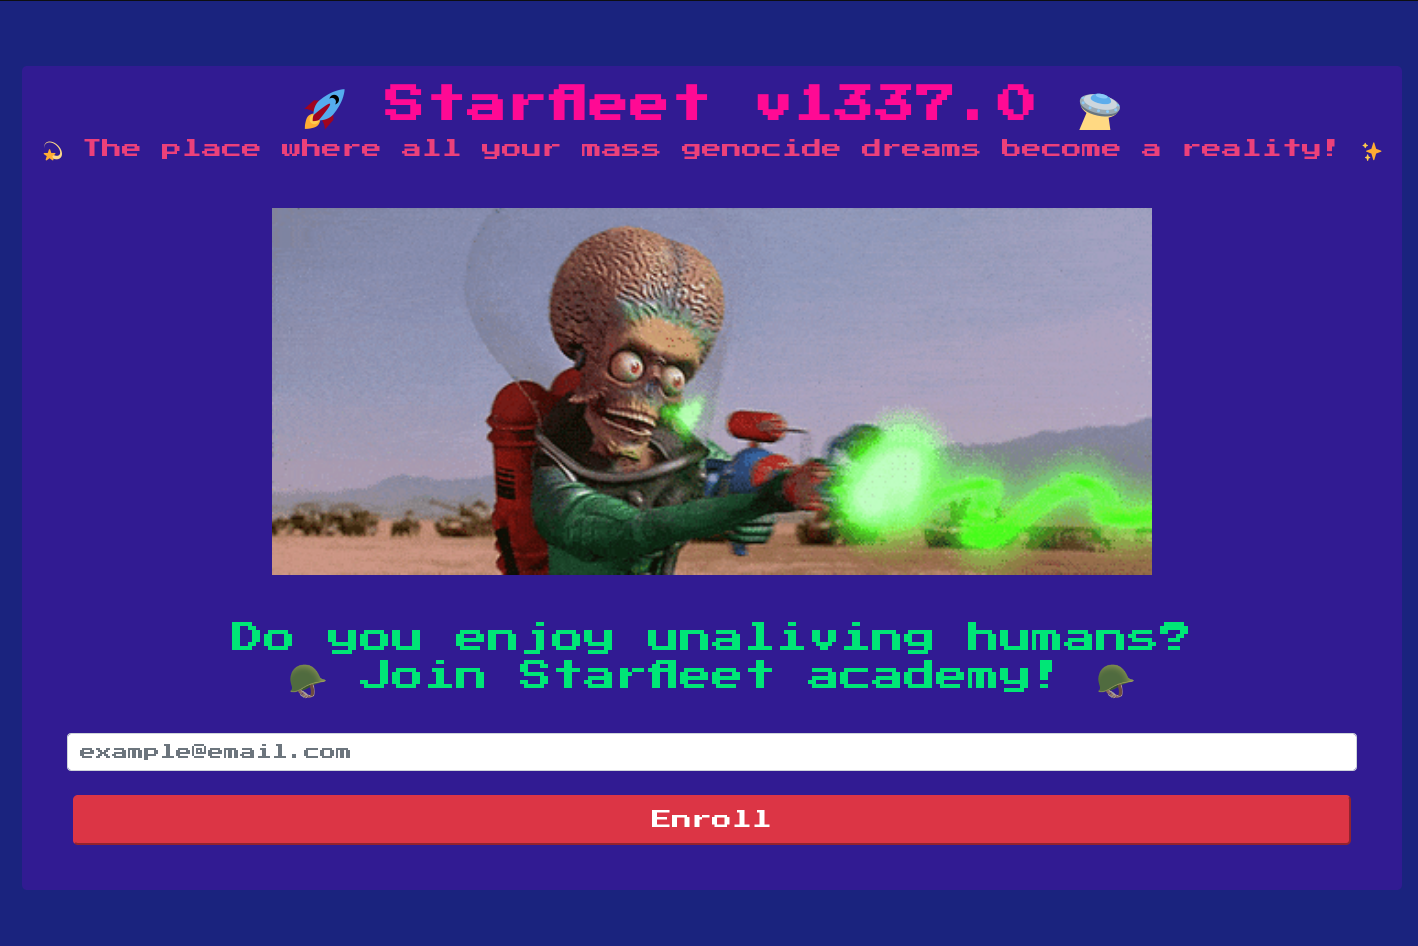 🚀 Starfleet v1337.0 🛸
💫 The place where all your mass genocide dreams become a reality! ✨
Do you enjoy unaliving humans?
🪖 Join Starfleet academy! 🪖
example@email.com
Enroll